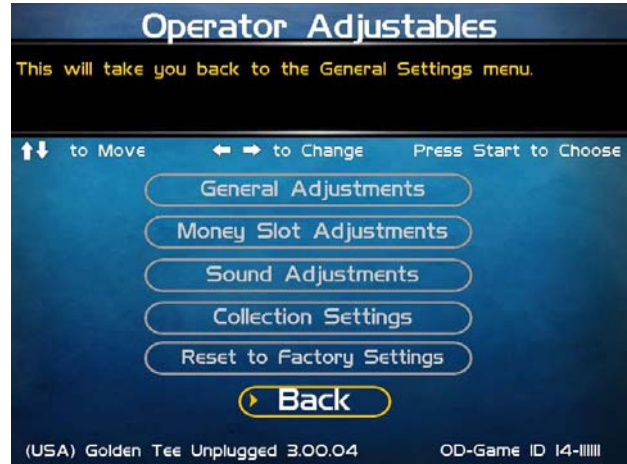 Operator Adjustables
This will take you back to the General Settings menu.
to Move to Change Press Start to Choose
General Adjustments
Money Slot Adjustments
Sound Adjustments
Collection Settings
Reset to Factory Settings
Back
(USA) Golden Tee Unplugged 3.00.04 OD-Game ID 14-111111